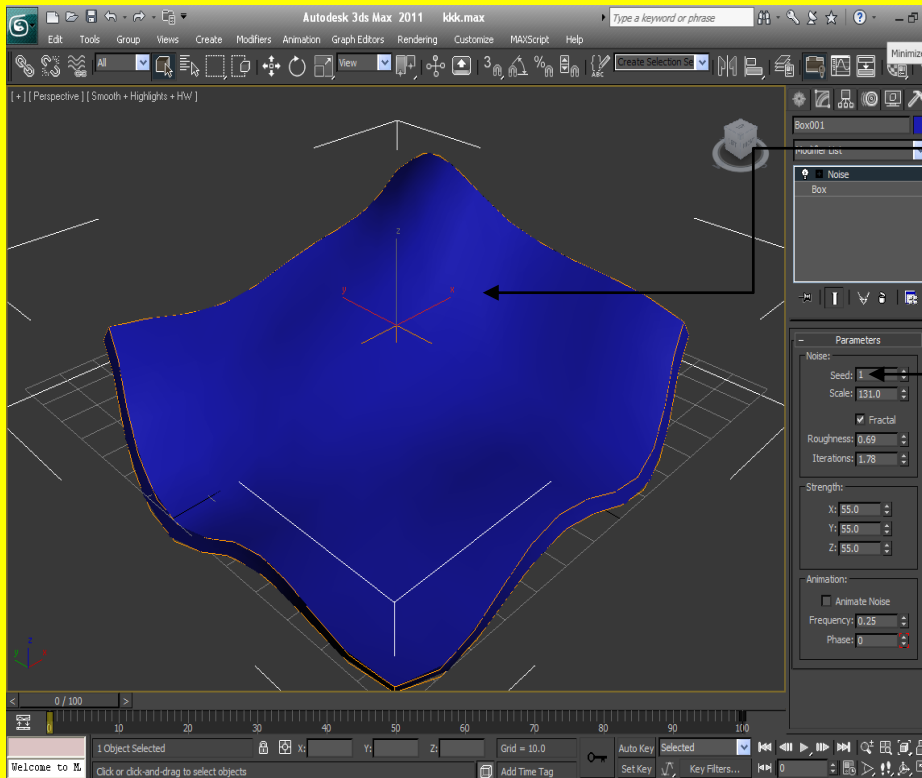 Autodesk 3ds Max 2011 kkk.max
Type a keyword or phrase
Edit Tools Group Views Create Modifiers Animation Graph Editors Rendering Customize MAXScript Help
Minimize
All
View
Create Selection Se
[ + ] [ Perspective ] [ Smooth + Highlights + HW ]
Box001
Modifier List
Noise
Box
z
y
x
Parameters
Noise:
Seed: 1
Scale: 131.0
Fractal
Roughness: 0.69
Iterations: 1.78
Strength:
X: 55.0
Y: 55.0
Z: 55.0
Animation:
Animate Noise
Frequency: 0.25
Phase: 0
z
y
x
< 0 / 100 >
0 10 20 30 40 50 60 70 80 90 100
1 Object Selected X: Y: Z: Grid = 10.0 Auto Key Selected
Welcome to M. Click or click-and-drag to select objects Add Time Tag Set Key Key Filters... 0